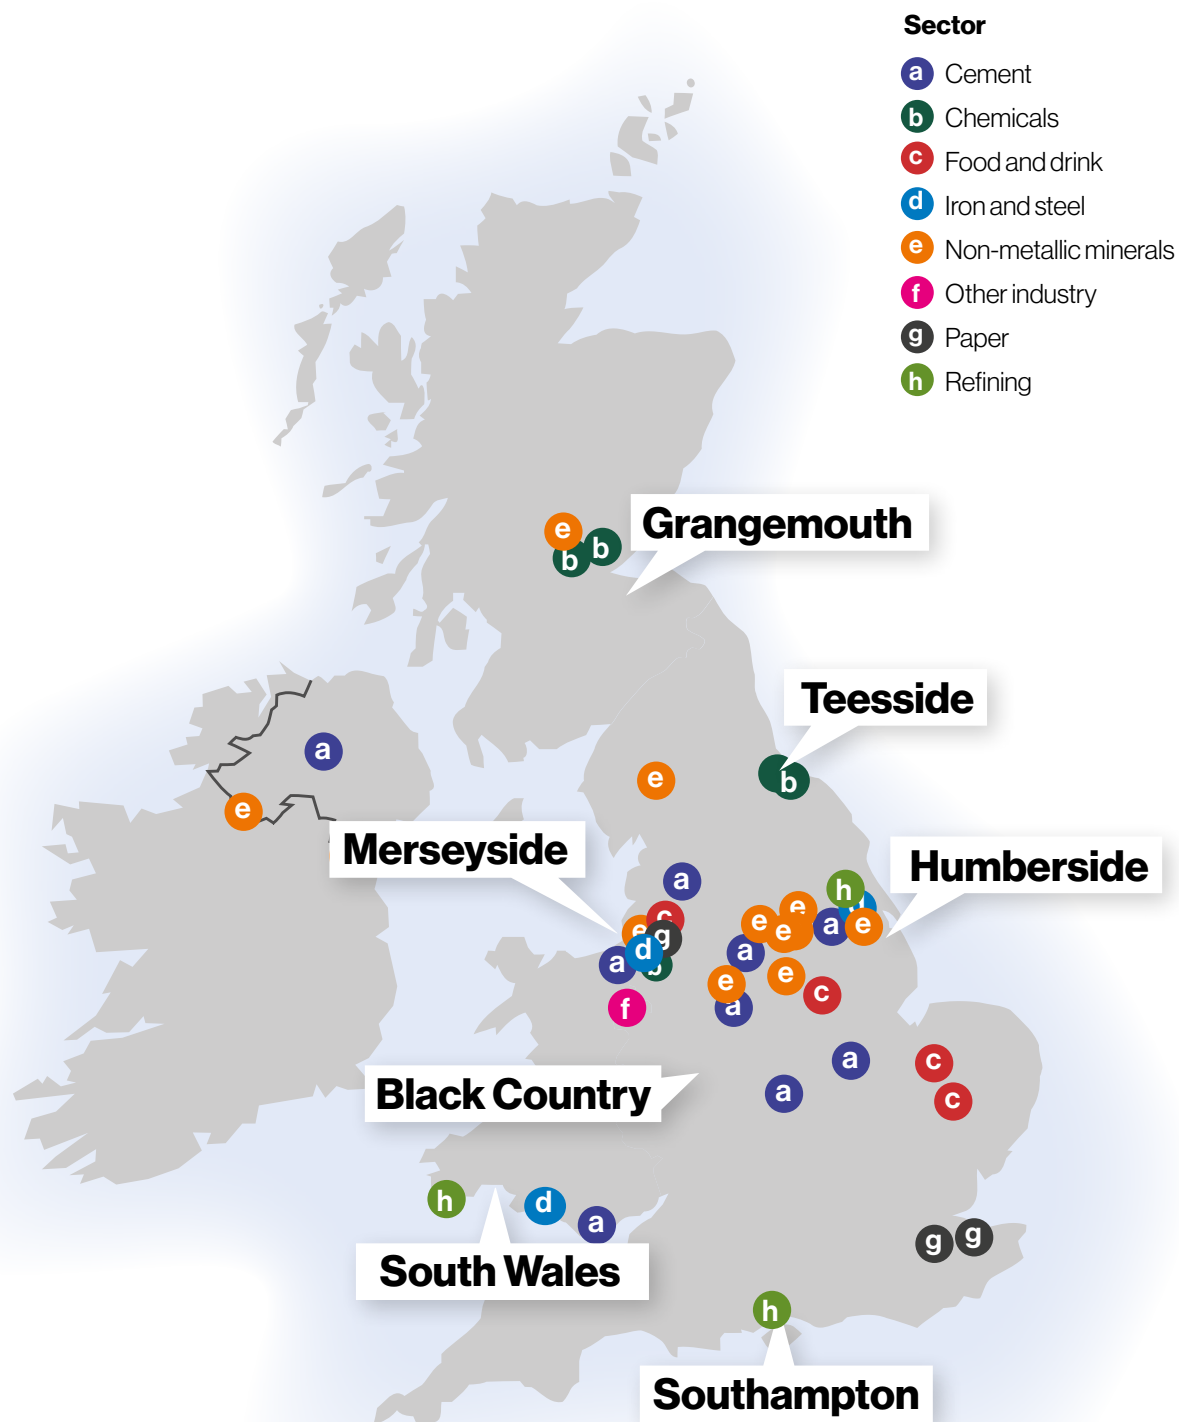 Sector
a Cement
b Chemicals
c Food and drink
d Iron and steel
e Non-metallic minerals
f Other industry
g Paper
h Refining
Grangemouth
e
b
b
Teesside
a
e
b
e
Merseyside
Humberside
a
h
c
e
d
e
g
e
e
a
e
d
a
a
b
e
e
c
f
a
a
c
Black Country
a
c
h
d
a
g
g
South Wales
h
Southampton